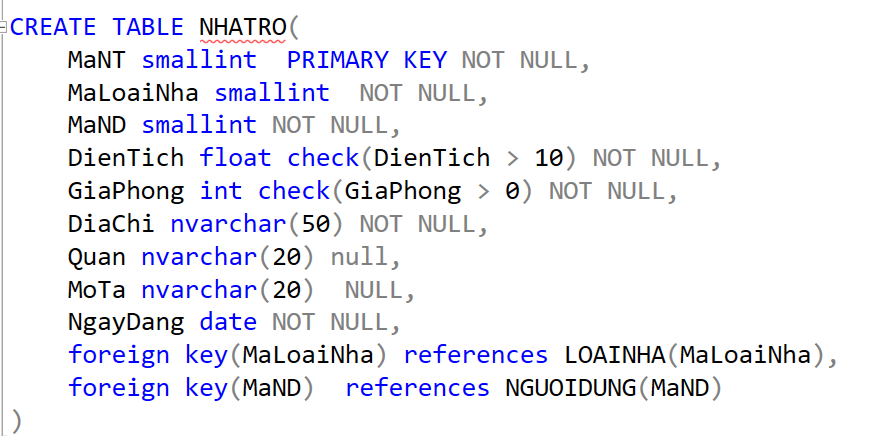 CREATE TABLE NHATRO(
MaNT smallint  PRIMARY KEY NOT NULL,
MaLoaiNha smallint  NOT NULL,
MaND smallint NOT NULL,
DienTich float check(DienTich > 10) NOT NULL,
GiaPhong int check(GiaPhong > 0) NOT NULL,
DiaChi nvarchar(50) NOT NULL,
Quan nvarchar(20) null,
MoTa nvarchar(20)  NULL,
NgayDang date NOT NULL,
foreign key(MaLoaiNha) references LOAINHA(MaLoaiNha),
foreign key(MaND)  references NGUOIDUNG(MaND)
)